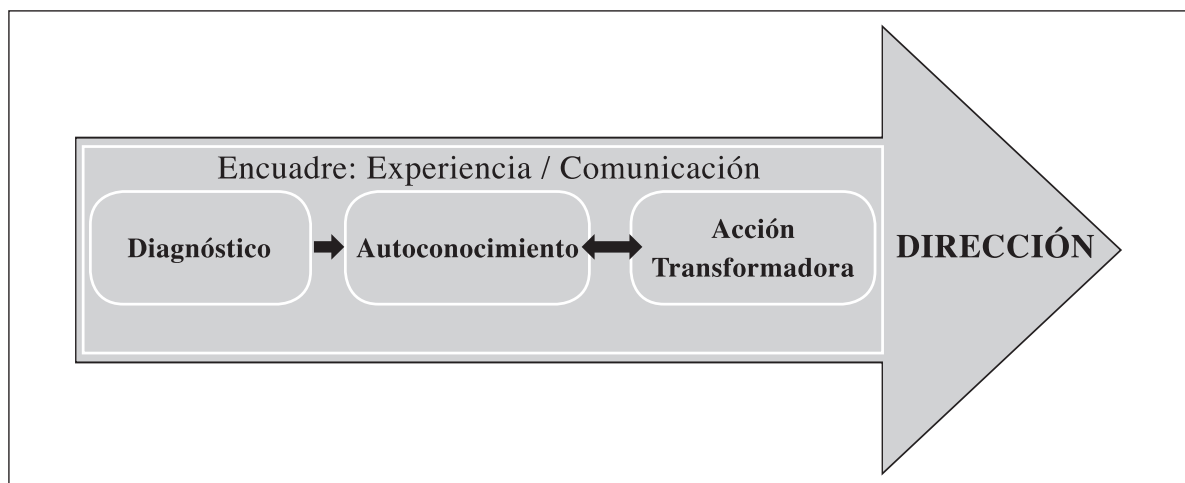 Encuadre: Experiencia / Comunicación
Diagnóstico
Autoconocimiento
Acción
Transformadora
DIRECCIÓN